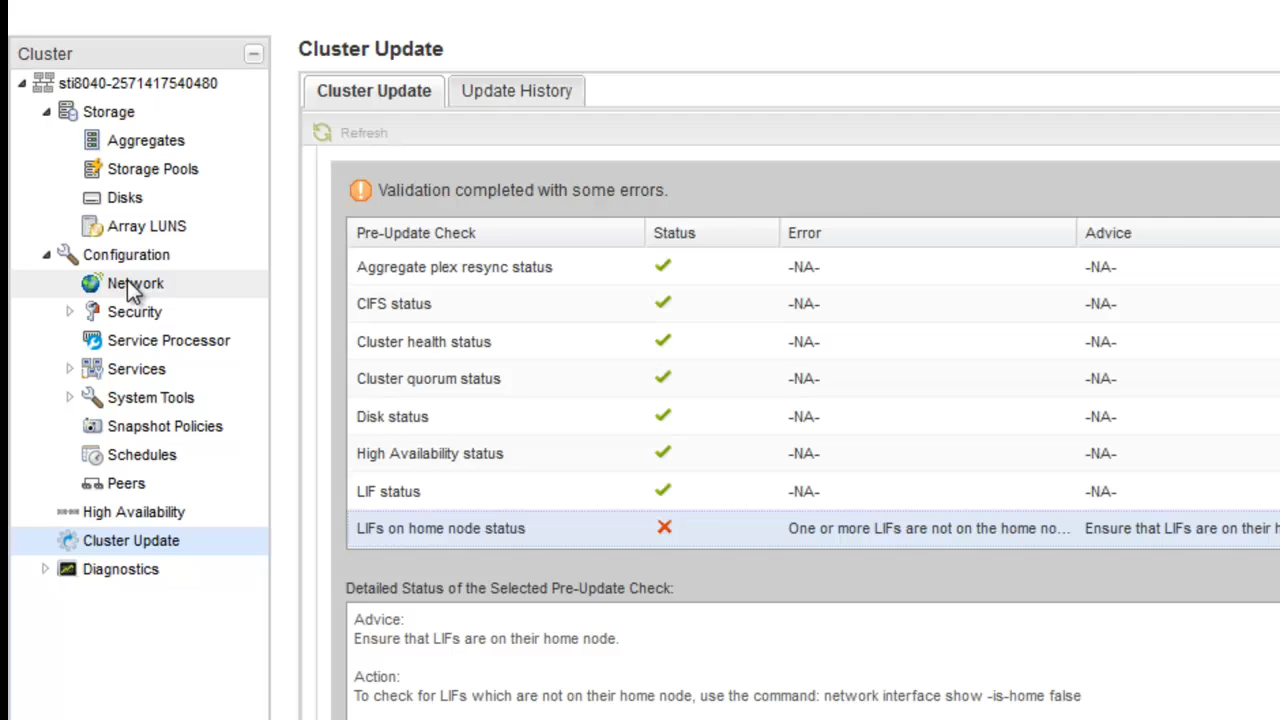 Cluster
sti8040-2571417540480
Storage
Aggregates
Storage Pools
Disks
Array LUNS
Configuration
Network
Security
Service Processor
Services
System Tools
Snapshot Policies
Schedules
Peers
High Availability
Cluster Update
Diagnostics
Cluster Update
Cluster Update Update History
Refresh
Validation completed with some errors.
Pre-Update Check Status Error Advice
Aggregate plex resync status -NA- -NA-
CIFS status -NA- -NA-
Cluster health status -NA- -NA-
Cluster quorum status -NA- -NA-
Disk status -NA- -NA-
High Availability status -NA- -NA-
LIF status -NA- -NA-
LIFs on home node status One or more LIFs are not on the home no... Ensure that LIFs are on their
Detailed Status of the Selected Pre-Update Check:
Advice:
Ensure that LIFs are on their home node.
Action:
To check for LIFs which are not on their home node, use the command: network interface show -is-home false